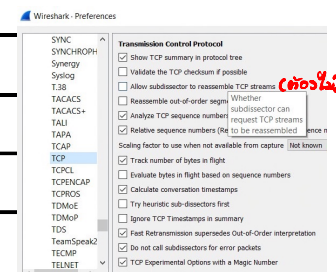 Wireshark · Preferences
SYNC
SYNCHROPH
Synergy
Syslog
T.38
TACACS
TACACS+
TALI
TAPA
TCAP
TCP
TCPCL
TCPENCAP
TCPROS
TDMoE
TDMoP
TDS
TeamSpeak2
TECMP
TELNET
Transmission Control Protocol
Show TCP summary in protocol tree
Validate the TCP checksum if possible
Allow subdissector to reassemble TCP streams
(ต้องไม่
Reassemble out-of-order segm
Analyze TCP sequence numbers
Relative sequence numbers (Re
Whether
subdissector can
request TCP streams
to be reassembled
Scaling factor to use when not available from capture Not known
Track number of bytes in flight
Evaluate bytes in flight based on sequence numbers
Calculate conversation timestamps
Try heuristic sub-dissectors first
Ignore TCP Timestamps in summary
Fast Retransmission supersedes Out-of-Order interpretation
Do not call subdissectors for error packets
TCP Experimental Options with a Magic Number